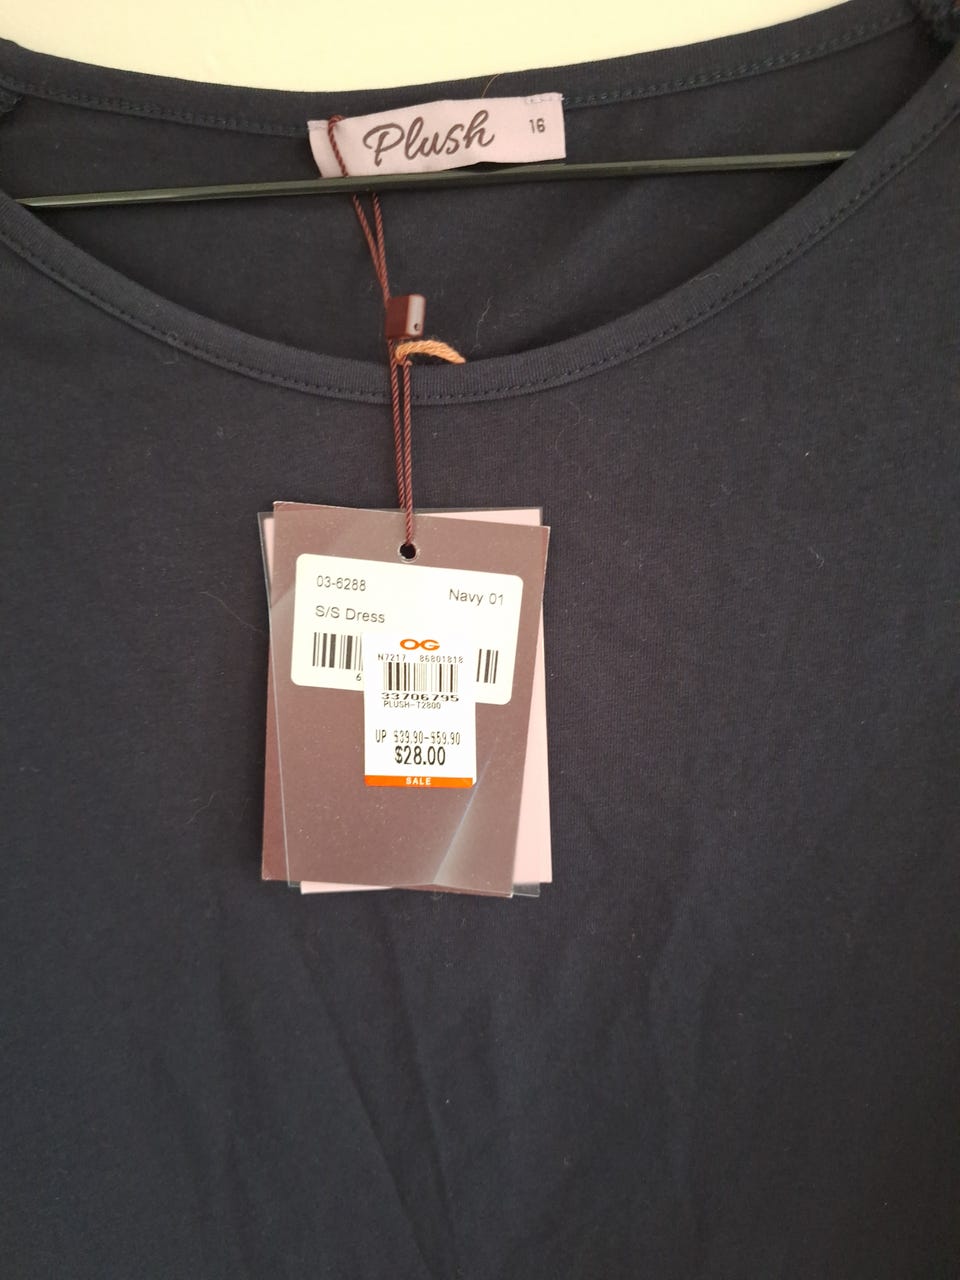 Plush 16
03-6288
Navy 01
S/S Dress
6
OG
N7217 86801818
33706795
PLUSH-T2800
UP $39.90-$59.90
$28.00
SALE